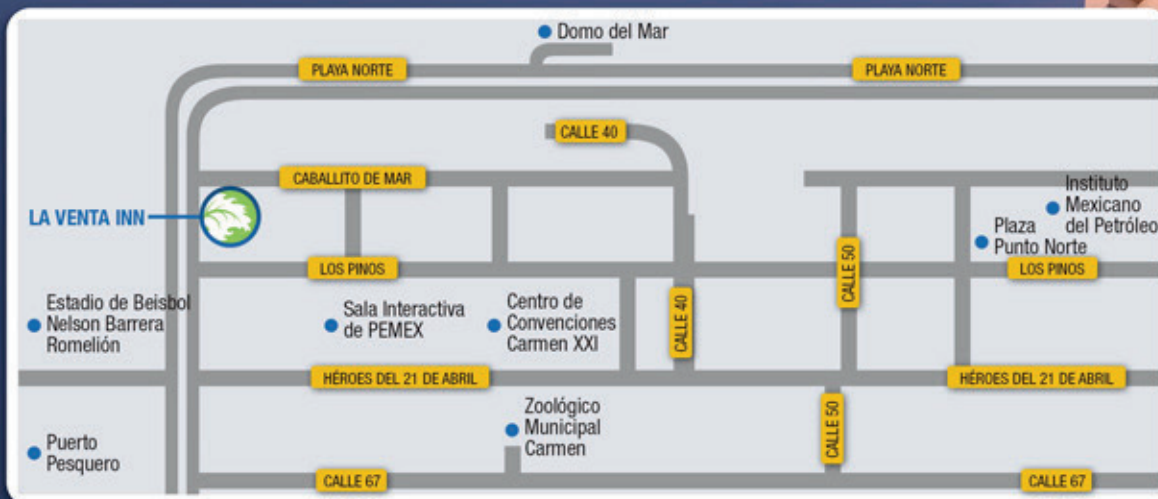 Domo del Mar
PLAYA NORTE
PLAYA NORTE
CALLE 40
CABALLITO DE MAR
Instituto
Mexicano
del Petróleo
LA VENTA INN
Plaza
Punto Norte
CALLE 50
LOS PINOS
LOS PINOS
Estadio de Beisbol
Nelson Barrera
Romelión
Sala Interactiva
de PEMEX
Centro de
Convenciones
Carmen XXI
CALLE 40
HÉROES DEL 21 DE ABRIL
HÉROES DEL 21 DE ABRIL
Zoológico
Municipal
Carmen
CALLE 50
Puerto
Pesquero
CALLE 67
CALLE 67